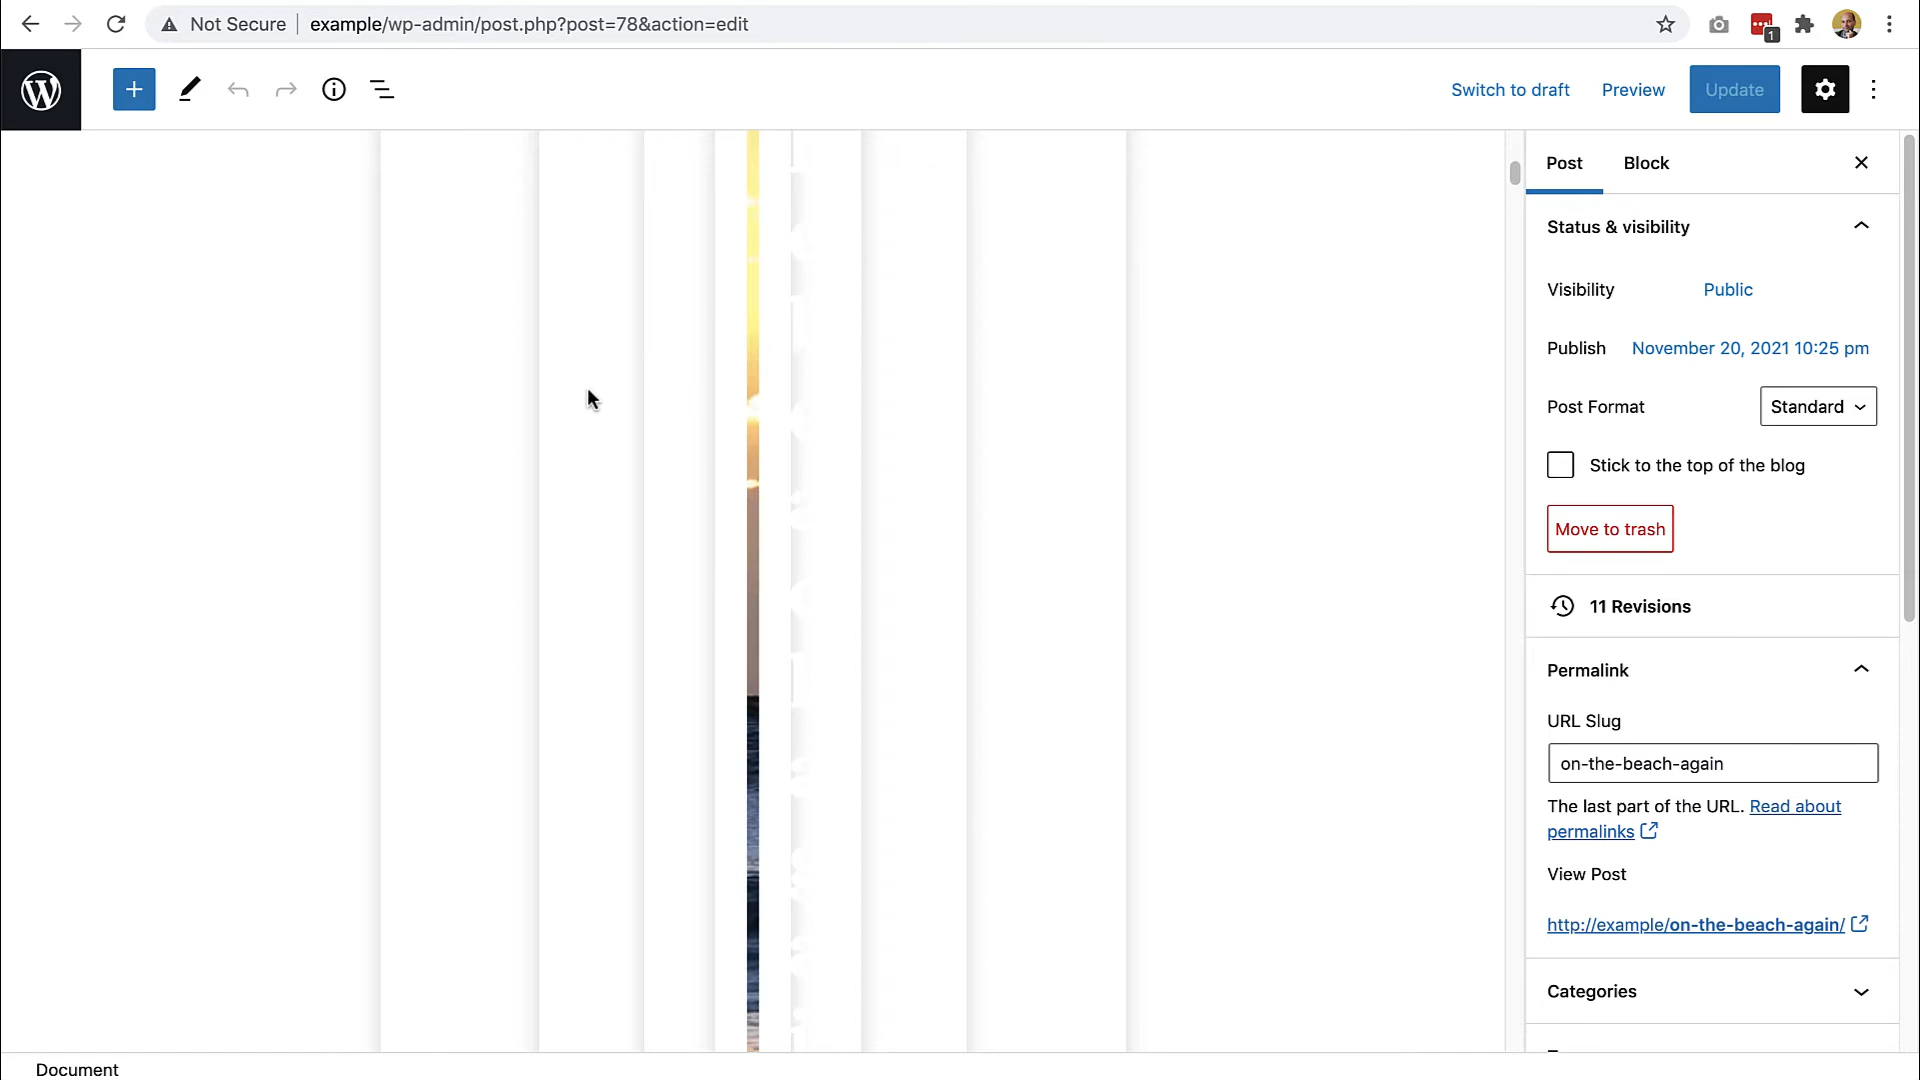 Not Secure
example/wp-admin/post.php?post=78&action=edit
1
Switch to draft
Preview
Update
Post
Block
Status & visibility
Visibility
Public
Publish
November 20, 2021 10:25 pm
Post Format
Standard
Stick to the top of the blog
Move to trash
11 Revisions
Permalink
URL Slug
on-the-beach-again
The last part of the URL. Read about
permalinks
View Post
http://example/on-the-beach-again/
Categories
Document